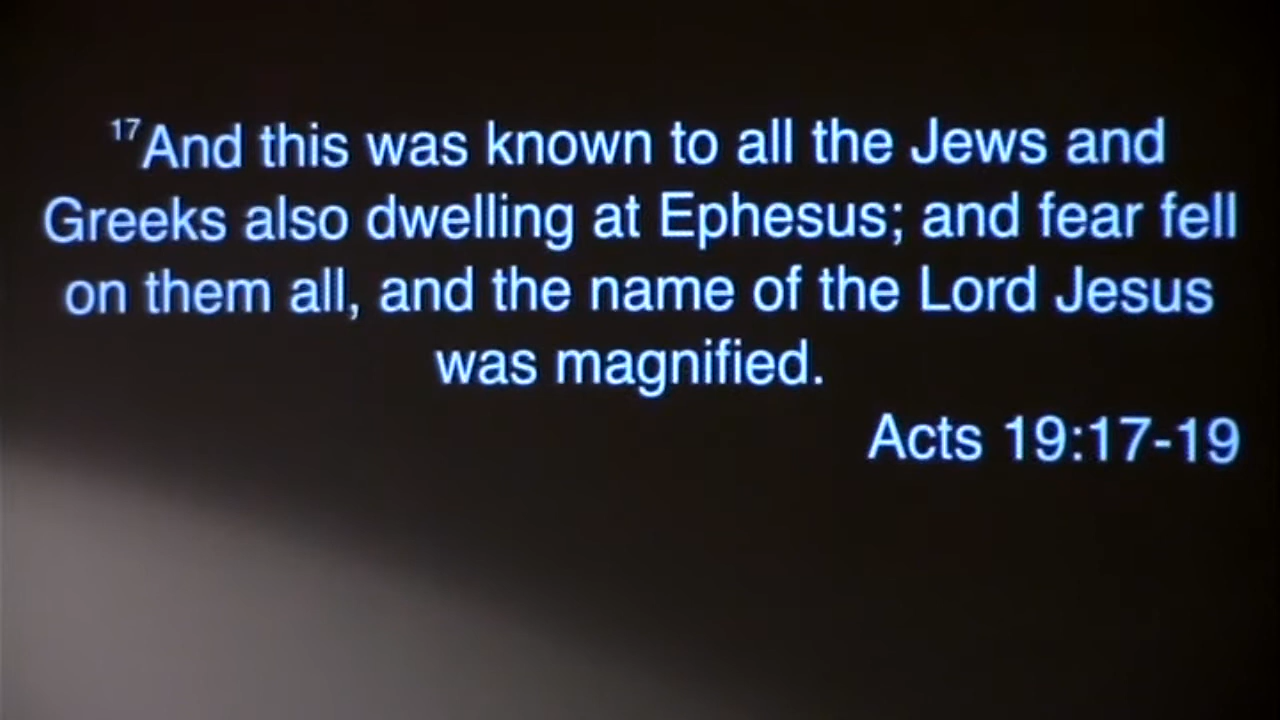 17And this was known to all the Jews and
Greeks also dwelling at Ephesus; and fear fell
on them all, and the name of the Lord Jesus
was magnified.
Acts 19:17-19